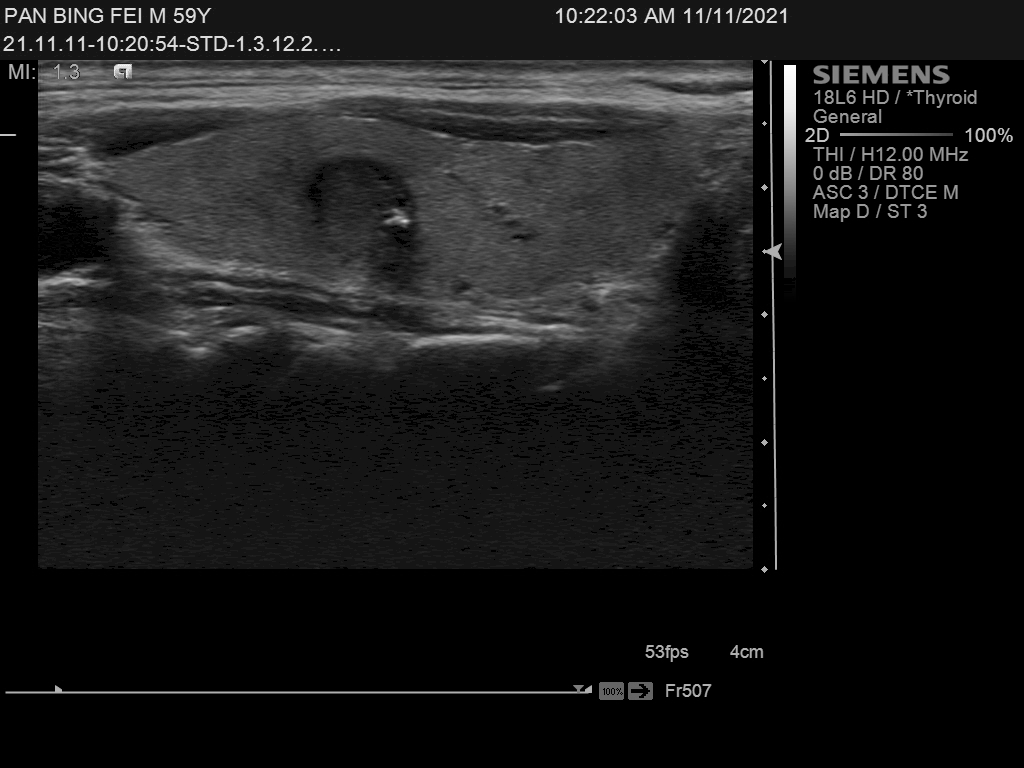 PAN BING FEI M 59Y
10:22:03 AM 11/11/2021
21.11.11-10:20:54-STD-1.3.12.2....
MI: 1.3
SIEMENS
18L6 HD / *Thyroid
General
2D 100%
THI / H12.00 MHz
0 dB / DR 80
ASC 3 / DTCE M
Map D / ST 3
53fps 4cm
100% Fr507